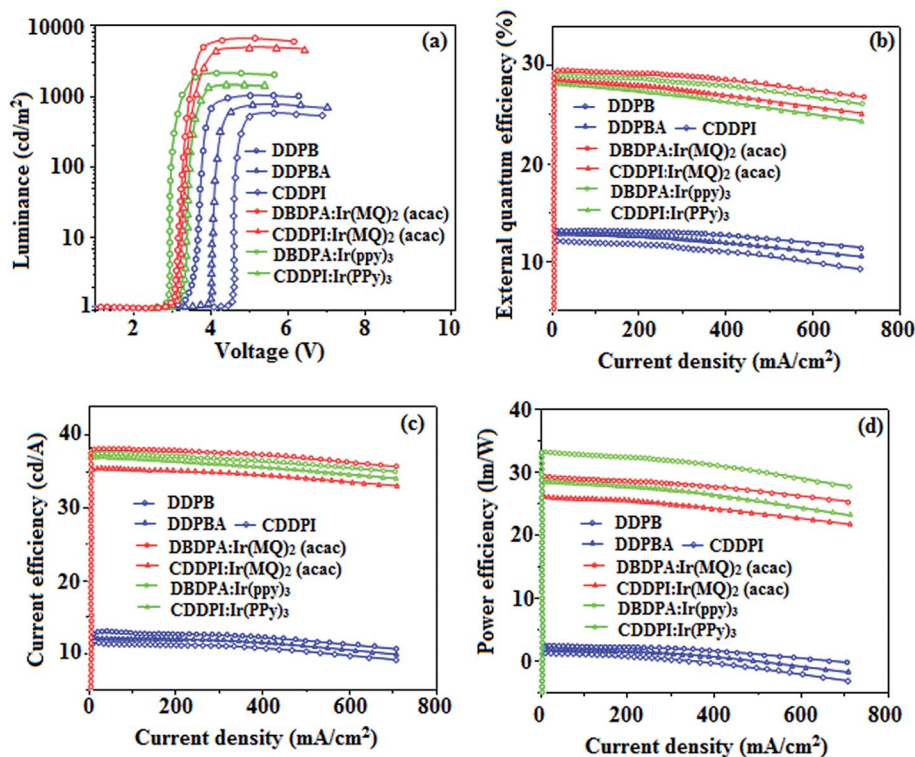 (a)
Luminance (cd/m²)
10000
1000
100
10
1
DDPB
DDPBA
CDDPI
DBDPA:Ir(MQ)₂ (acac)
CDDPI:Ir(MQ)₂ (acac)
DBDPA:Ir(ppy)₃
CDDPI:Ir(PPy)₃
2 4 6 8 10
Voltage (V)
(b)
External quantum efficiency (%)
30
20
10
DDPB
DDPBA CDDPI
DBDPA:Ir(MQ)₂ (acac)
CDDPI:Ir(MQ)₂ (acac)
DBDPA:Ir(ppy)₃
CDDPI:Ir(PPy)₃
0 200 400 600 800
Current density (mA/cm²)
(c)
Current efficiency (cd/A)
40
30
20
10
DDPB
DDPBA CDDPI
DBDPA:Ir(MQ)₂ (acac)
CDDPI:Ir(MQ)₂ (acac)
DBDPA:Ir(ppy)₃
CDDPI:Ir(PPy)₃
0 200 400 600 800
Current density (mA/cm²)
(d)
Power efficiency (lm/W)
40
30
20
10
0
DDPB
DDPBA CDDPI
DBDPA:Ir(MQ)₂ (acac)
CDDPI:Ir(MQ)₂ (acac)
DBDPA:Ir(ppy)₃
CDDPI:Ir(PPy)₃
0 200 400 600 800
Current density (mA/cm²)